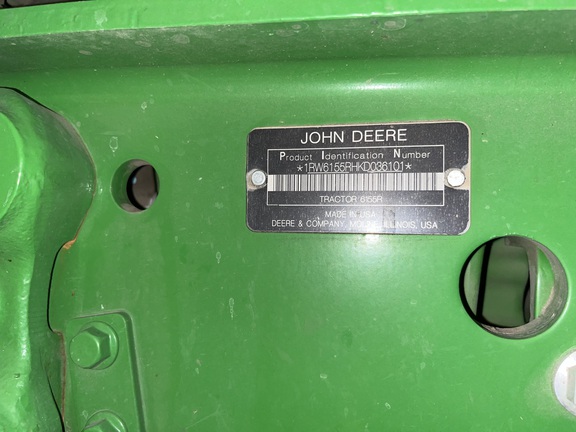 JOHN DEERE
Product Identification Number
*1RW6155RHKD036101*
TRACTOR 6155R
MADE IN USA
DEERE & COMPANY, MOLINE, ILLINOIS, USA